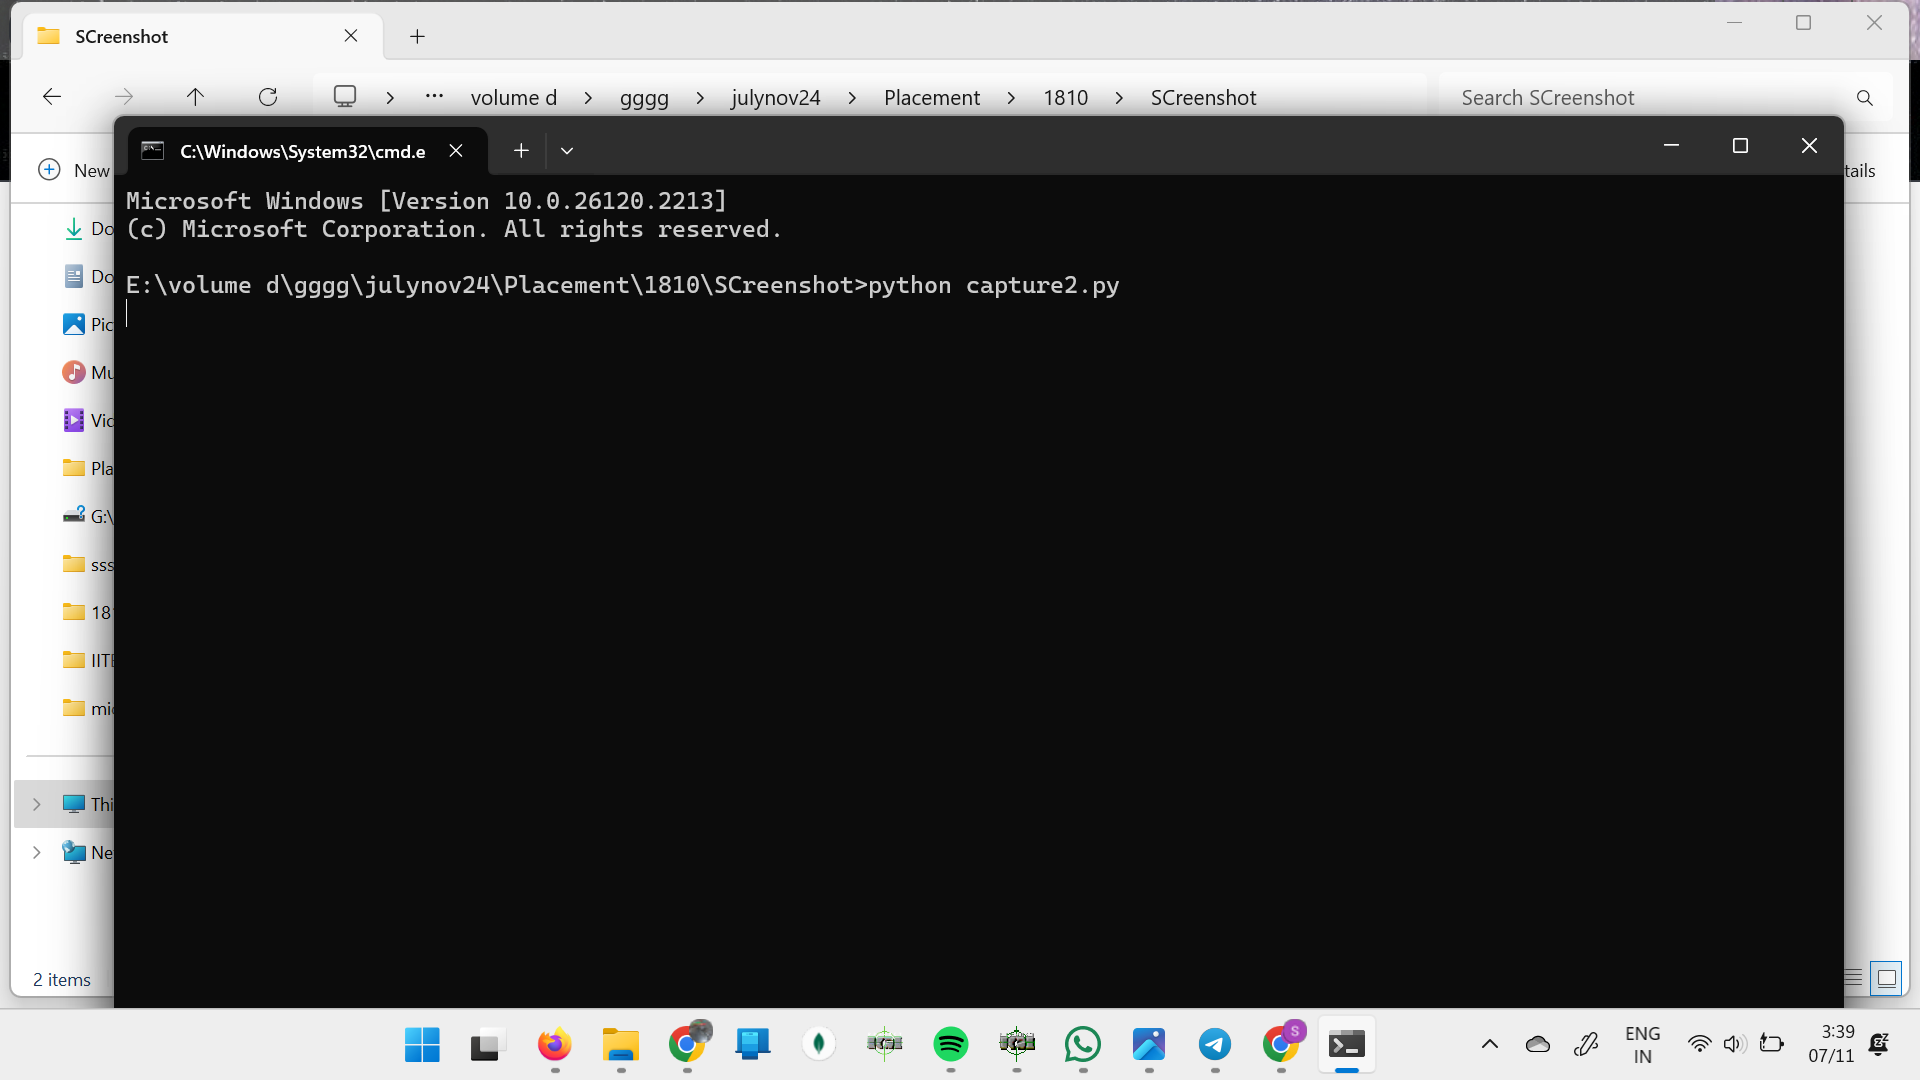 SCreenshot
volume d
gggg
julynov24
Placement
1810
SCreenshot
Search SCreenshot
New
tails
C:\Windows\System32\cmd.e
Microsoft Windows [Version 10.0.26120.2213]
(c) Microsoft Corporation. All rights reserved.
E:\volume d\gggg\julynov24\Placement\1810\SCreenshot>python capture2.py
Do
Do
Pic
Mu
Vic
Pla
G:\
sss
18
IIT
mic
Thi
Ne
2 items
S
ENG
IN
3:39
07/11